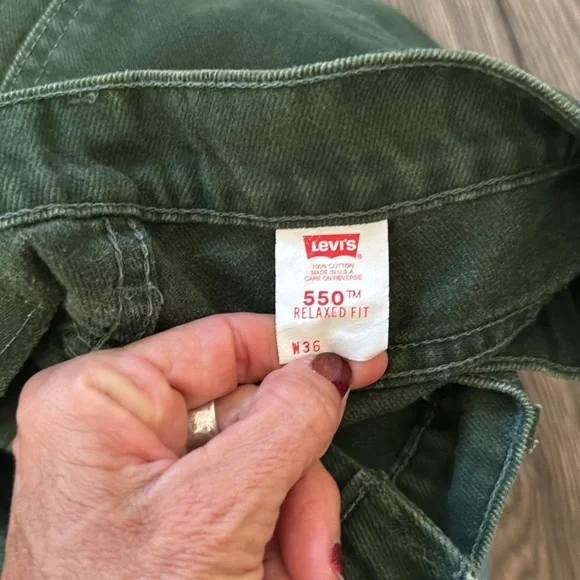 LEVI'S ®
100% COTTON
MADE IN U.S.A.
CARE ON REVERSE
550™
RELAXED FIT
W36